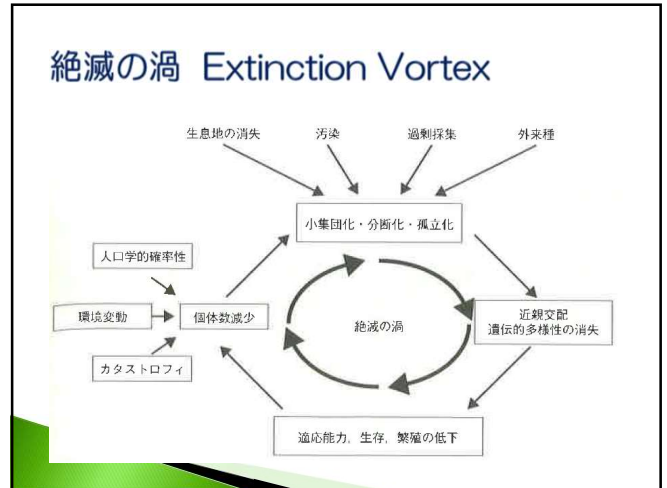 絶滅の渦 Extinction Vortex
生息地の消失
汚染
過剰採集
外来種
小集団化・分断化・孤立化
人口学的確率性
環境変動
個体数減少
絶滅の渦
近親交配
遺伝的多様性の消失
カタストロフィ
適応能力, 生存, 繁殖の低下